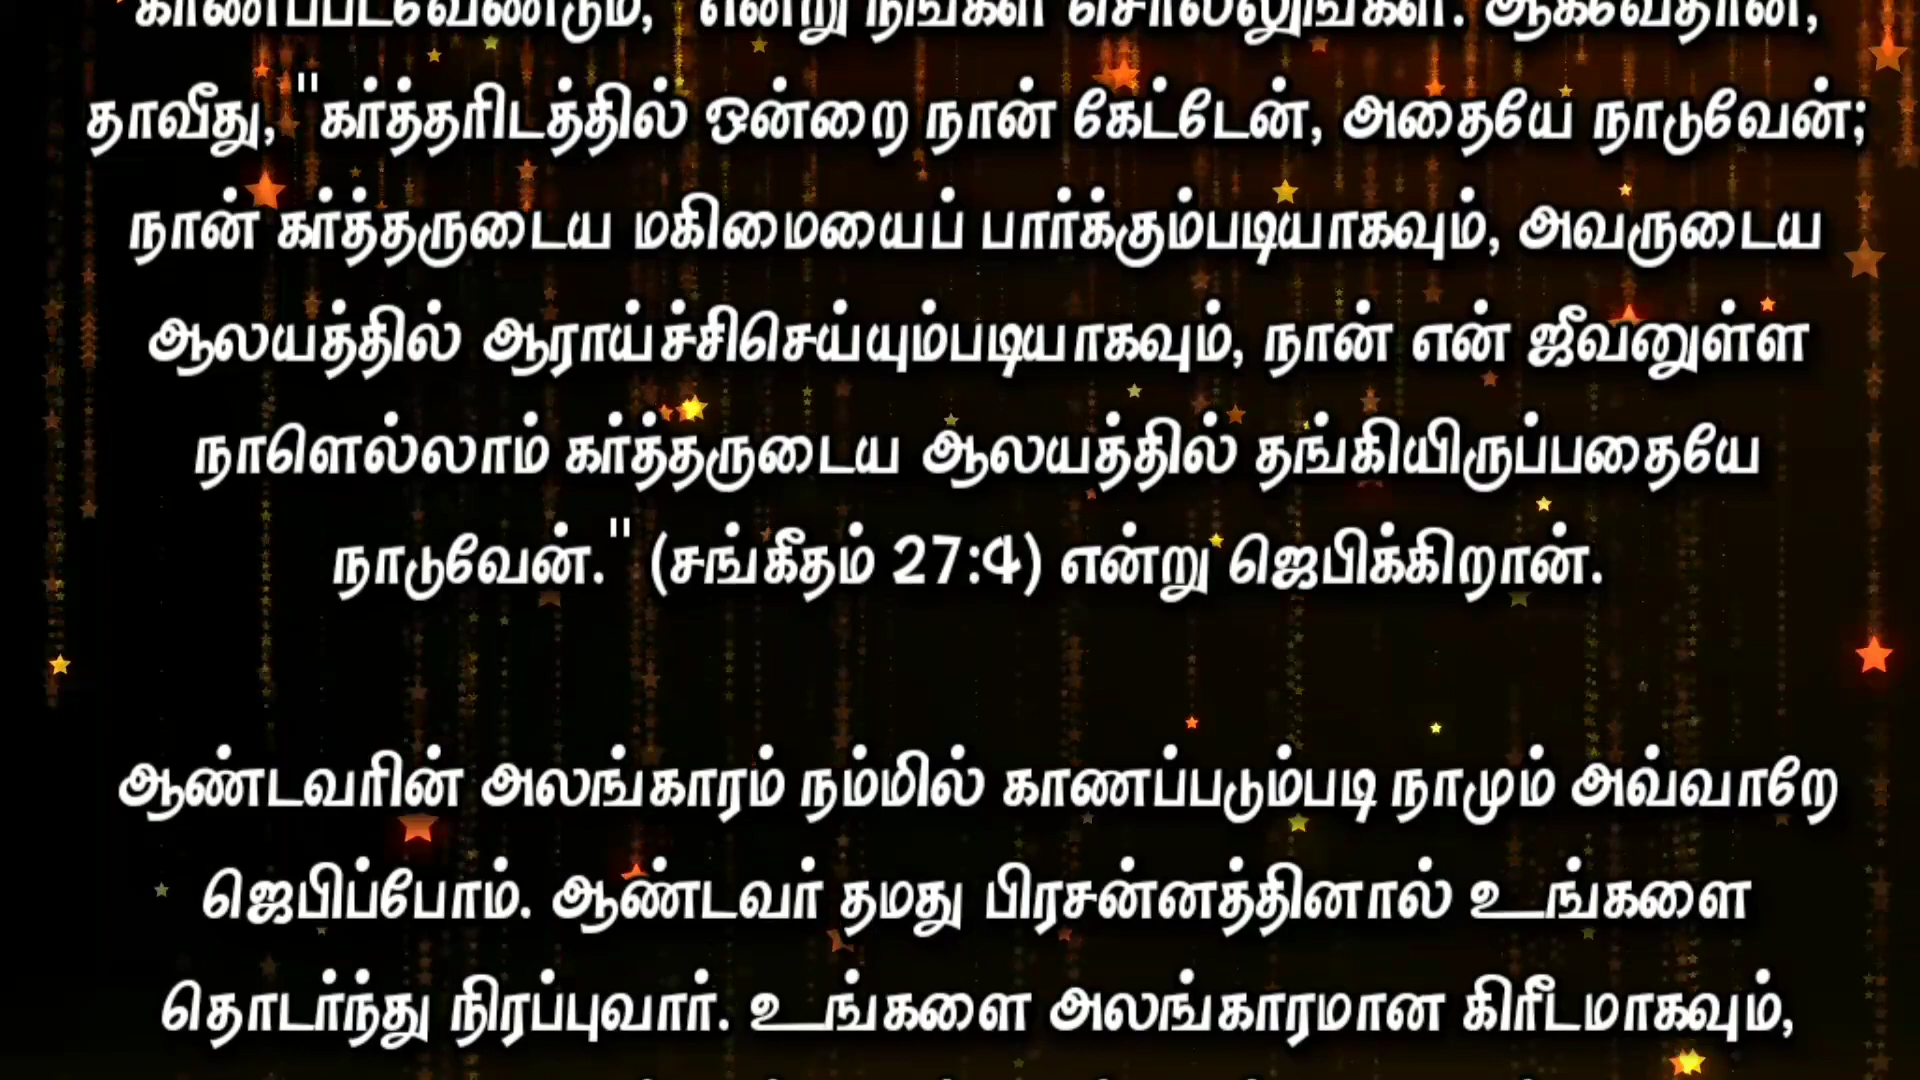 காணப்படவேண்டும்," என்று நீங்கள் சொல்லுங்கள். ஆகவேதான்,
தாவீது, "கர்த்தரிடத்தில் ஒன்றை நான் கேட்டேன், அதையே நாடுவேன்;
நான் கர்த்தருடைய மகிமையைப் பார்க்கும்படியாகவும், அவருடைய
ஆலயத்தில் ஆராய்ச்சிசெய்யும்படியாகவும், நான் என் ஜீவனுள்ள
நாளெல்லாம் கர்த்தருடைய ஆலயத்தில் தங்கியிருப்பதையே
நாடுவேன்." (சங்கீதம் 27:4) என்று ஜெபிக்கிறான்.
ஆண்டவரின் அலங்காரம் நம்மில் காணப்படும்படி நாமும் அவ்வாறே
ஜெபிப்போம். ஆண்டவர் தமது பிரசன்னத்தினால் உங்களை
தொடர்ந்து நிரப்புவார். உங்களை அலங்காரமான கிரீடமாகவும்,